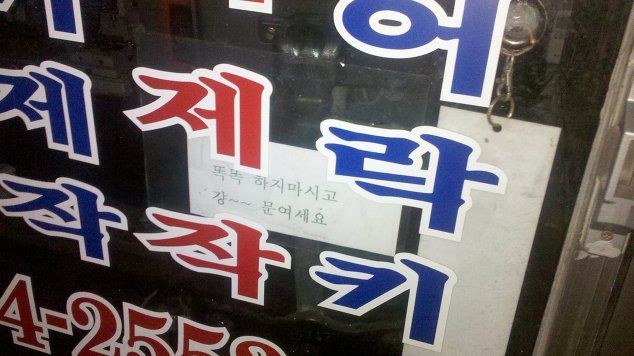 제작
제작
어락키
똑똑 하지마시고
걍~~ 문여세요
4-255